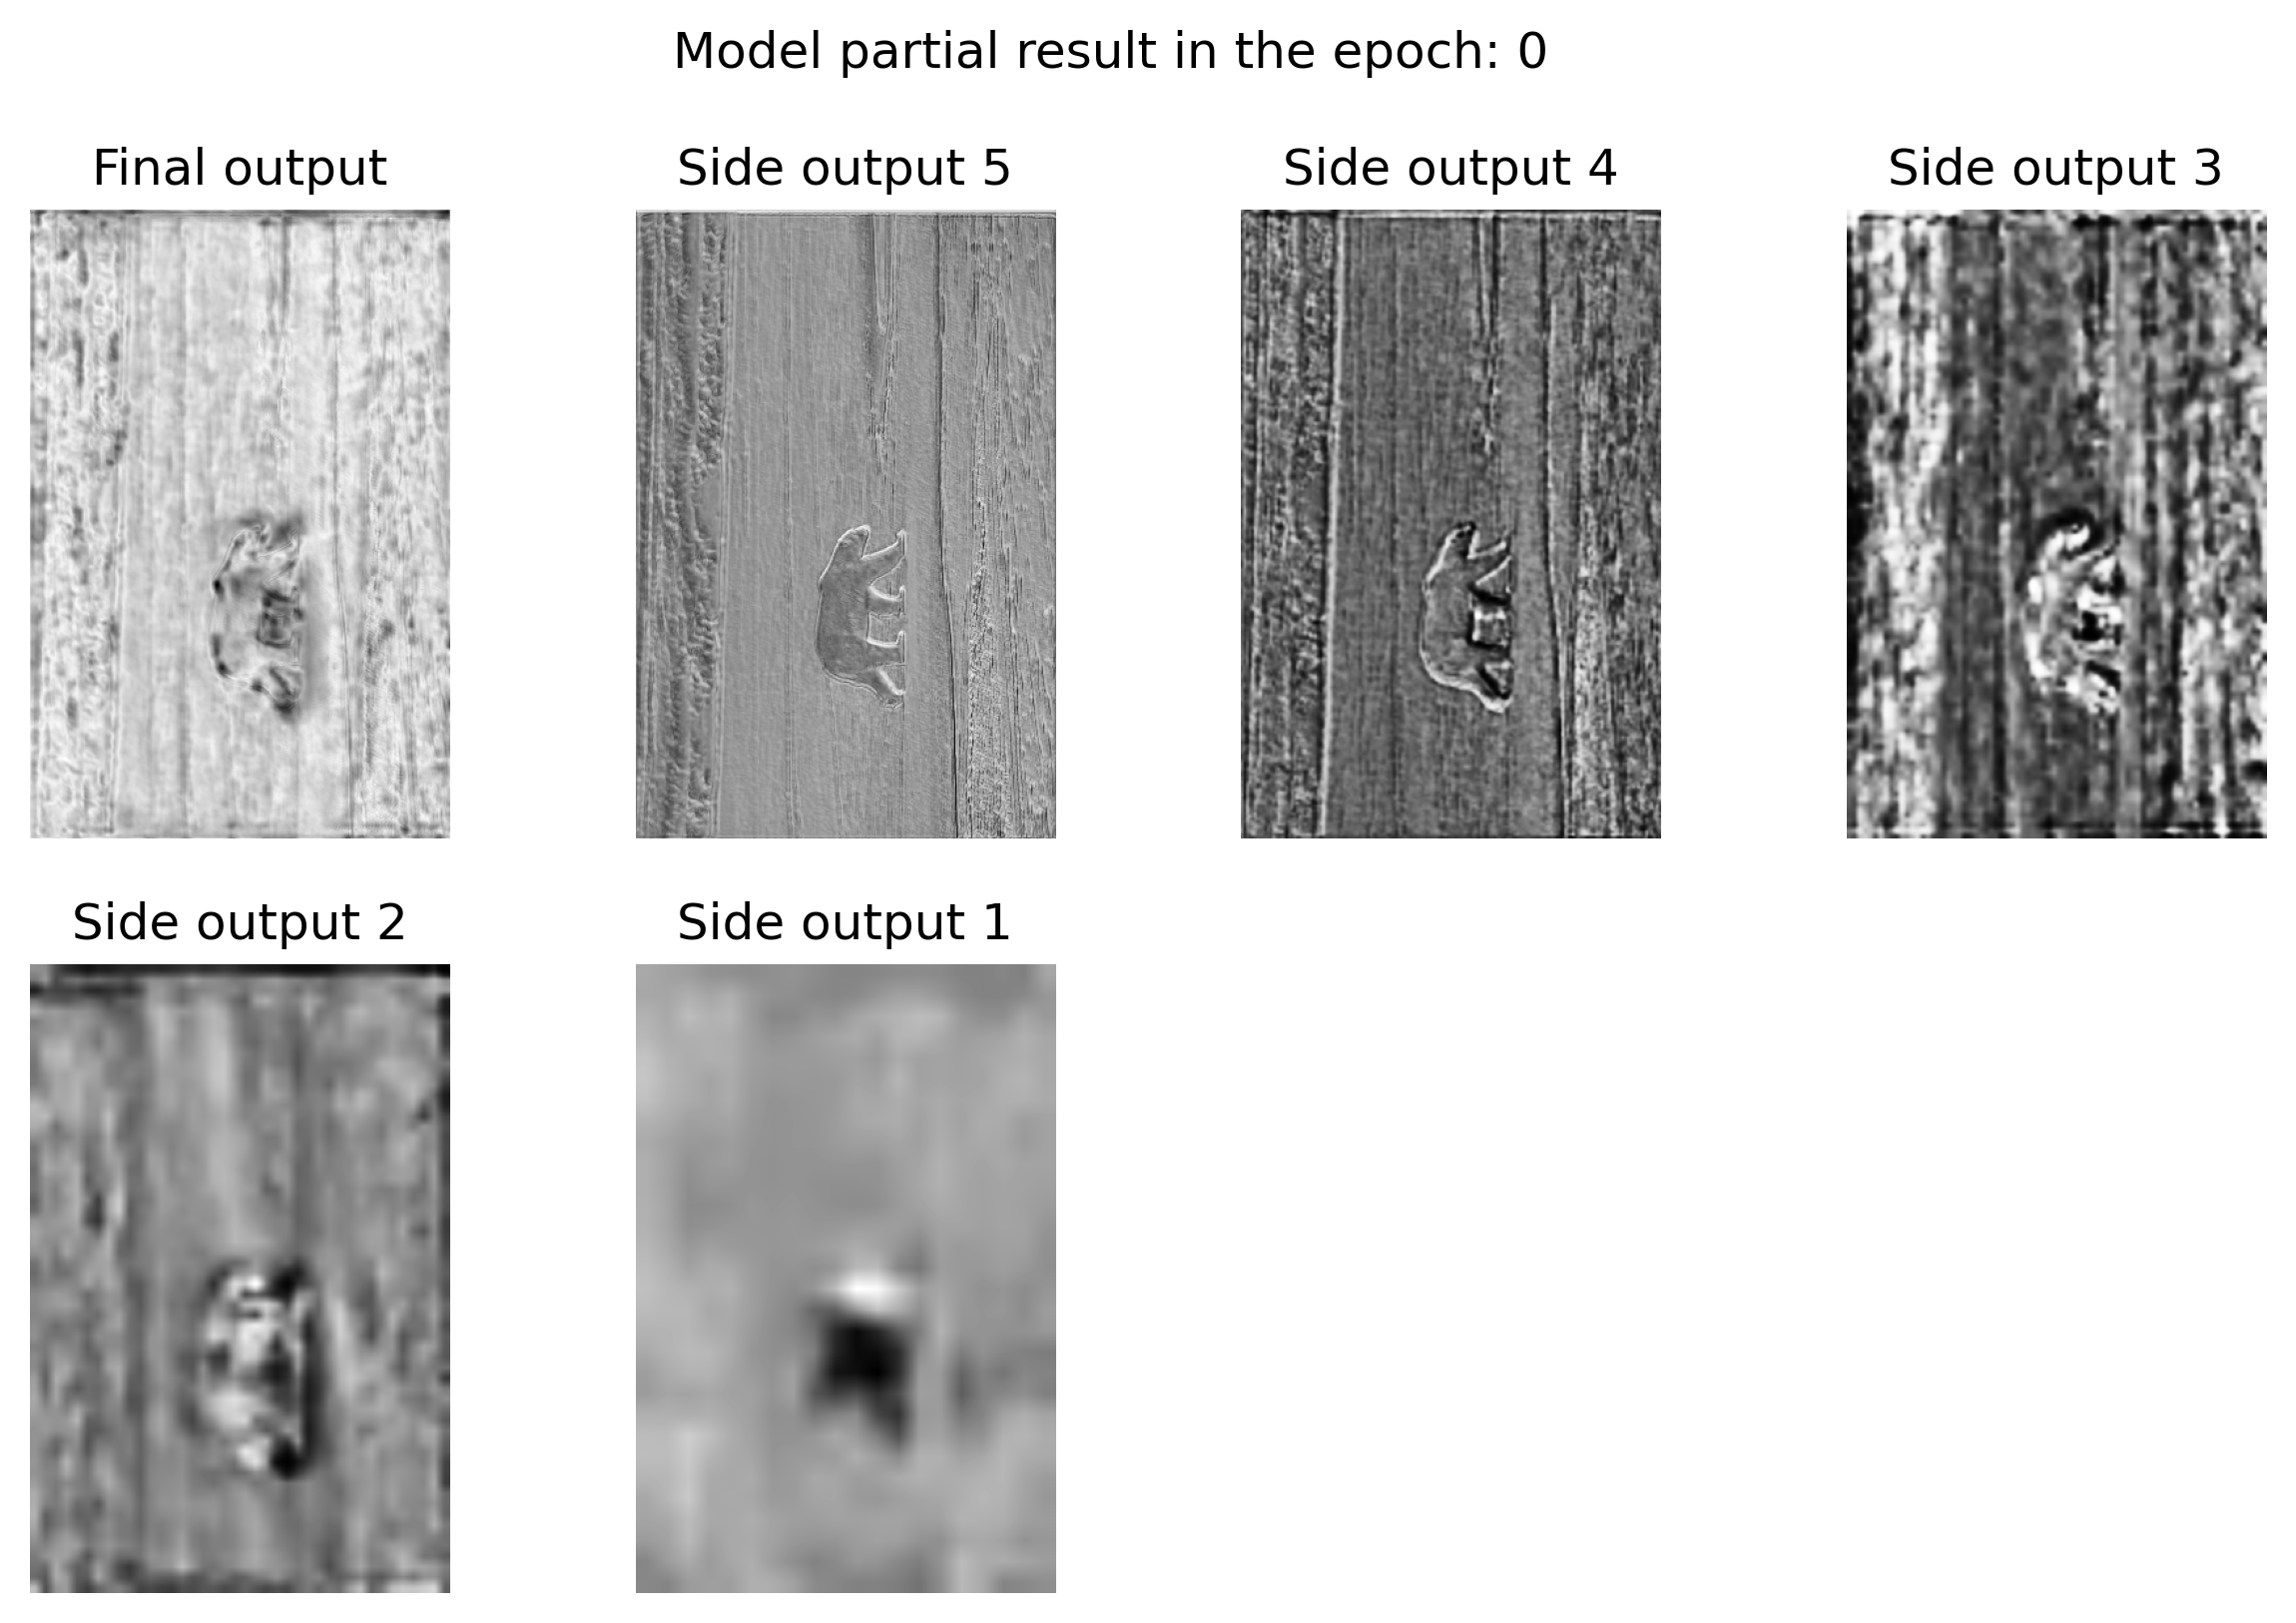 Model partial result in the epoch: 0
Final output
Side output 5
Side output 4
Side output 3
Side output 2
Side output 1